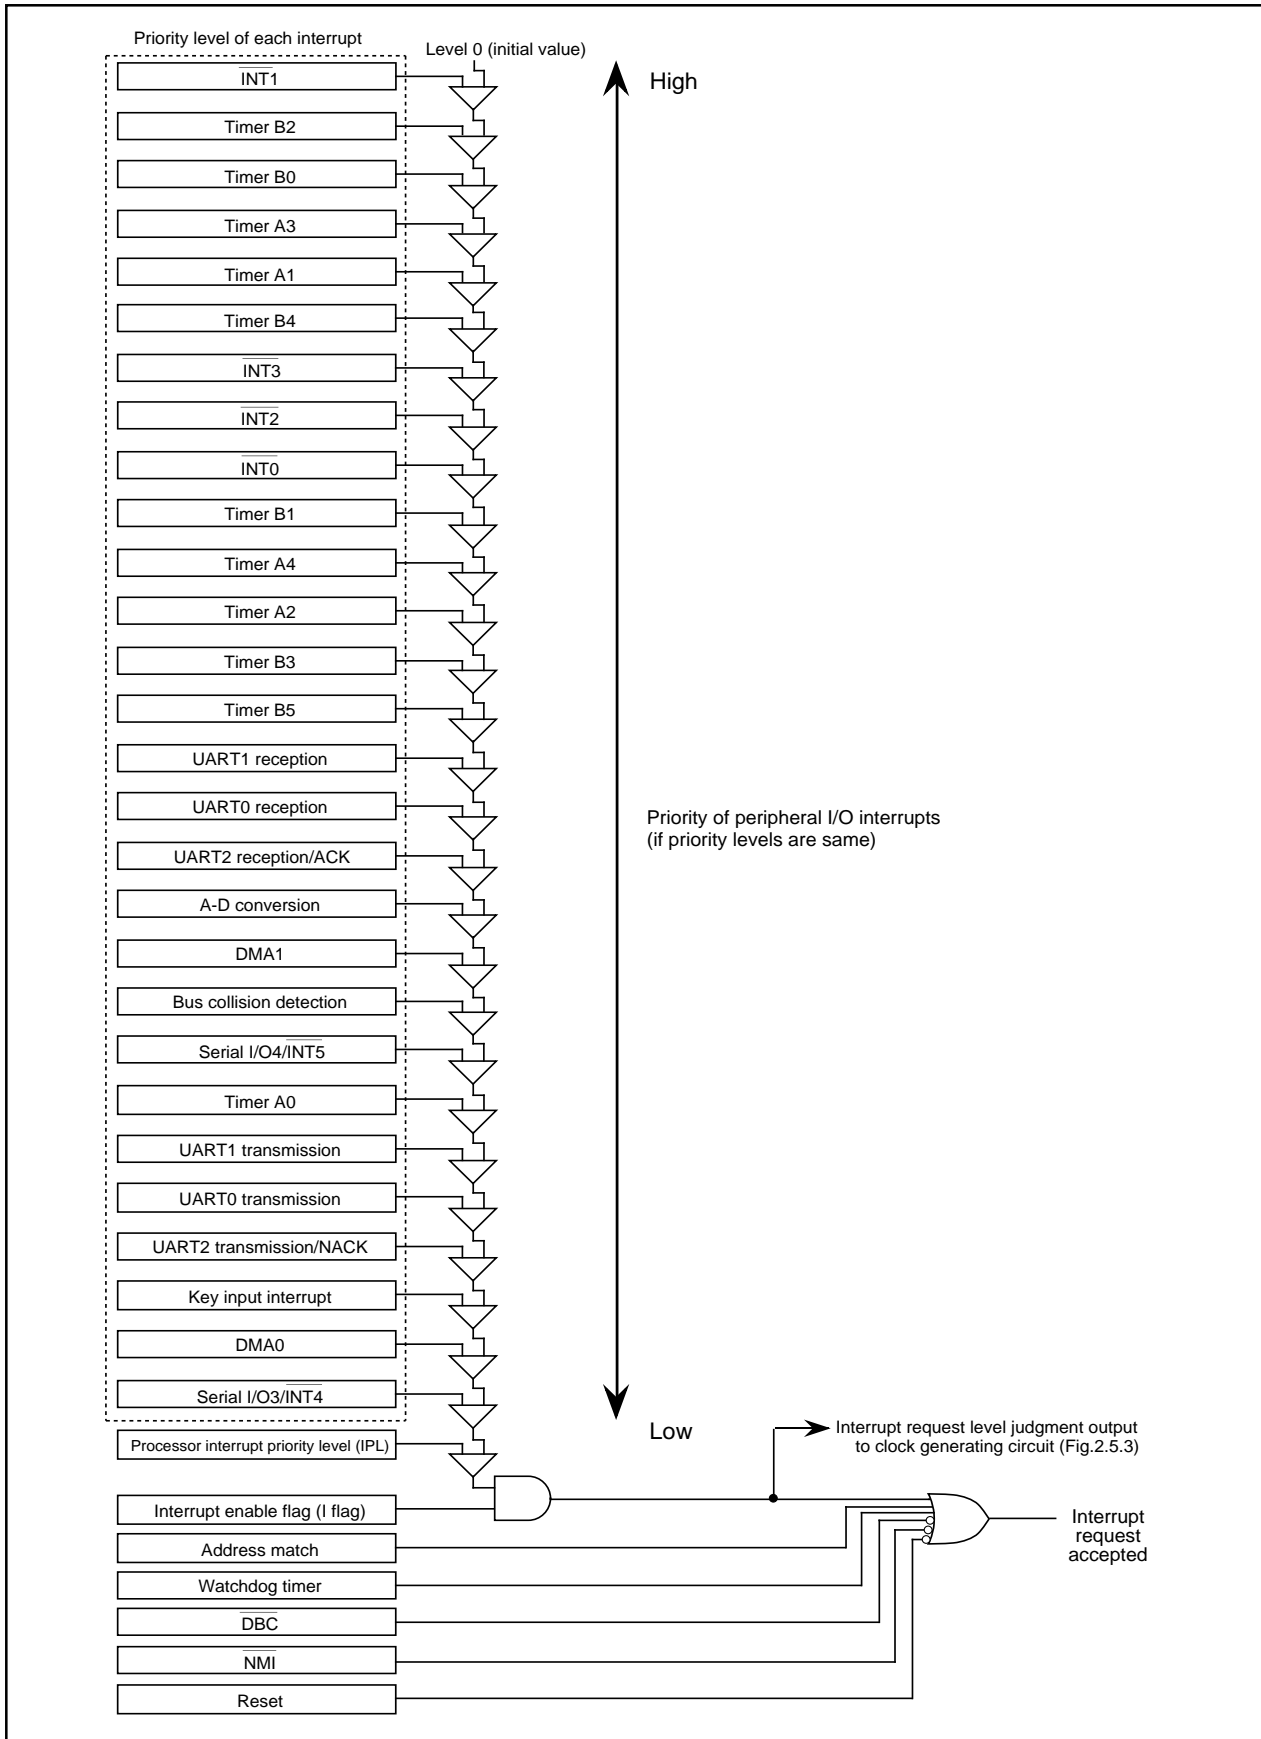 Priority level of each interrupt
Level 0 (initial value)
INT1
High
Timer B2
Timer B0
Timer A3
Timer A1
Timer B4
INT3
INT2
INT0
Timer B1
Timer A4
Timer A2
Timer B3
Timer B5
UART1 reception
UART0 reception
Priority of peripheral I/O interrupts
(if priority levels are same)
UART2 reception/ACK
A-D conversion
DMA1
Bus collision detection
Serial I/O4/INT5
Timer A0
UART1 transmission
UART0 transmission
UART2 transmission/NACK
Key input interrupt
DMA0
Serial I/O3/INT4
Low
Interrupt request level judgment output
to clock generating circuit (Fig.2.5.3)
Processor interrupt priority level (IPL)
Interrupt enable flag (I flag)
Interrupt
request
accepted
Address match
Watchdog timer
DBC
NMI
Reset